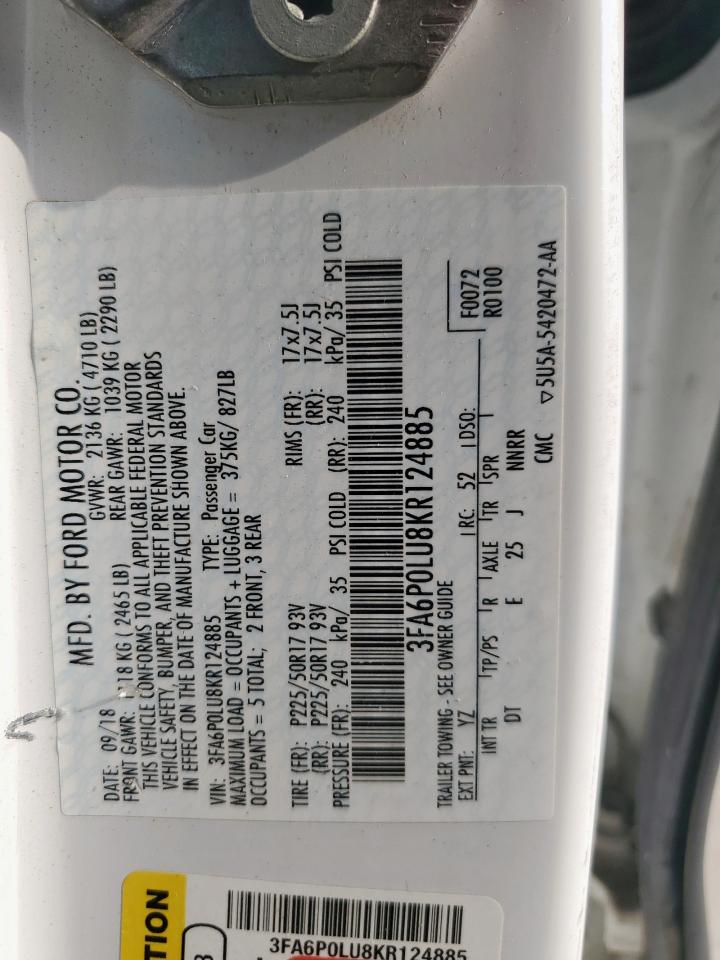 MFD. BY FORD MOTOR CO.
DATE: 09/18 GVWR: 2136 KG ( 4710 LB)
FRONT GAWR: 1118 KG ( 2465 LB) REAR GAWR: 1039 KG ( 2290 LB)
THIS VEHICLE CONFORMS TO ALL APPLICABLE FEDERAL MOTOR
VEHICLE SAFETY, BUMPER, AND THEFT PREVENTION STANDARDS
IN EFFECT ON THE DATE OF MANUFACTURE SHOWN ABOVE.
VIN: 3FA6P0LU8KR124885 TYPE: Passenger Car
MAXIMUM LOAD = OCCUPANTS + LUGGAGE = 375KG/ 827LB
OCCUPANTS = 5 TOTAL; 2 FRONT, 3 REAR
TIRE (FR): P225/50R17 93V RIMS (FR): 17x7.5J
(RR): P225/50R17 93V (RR): 17x7.5J
PRESSURE (FR): 240 kPa/ 35 PSI COLD (RR): 240 kPa/ 35 PSI COLD
3FA6P0LU8KR124885
TRAILER TOWING - SEE OWNER GUIDE
EXT PNT: YZ RC: 52 DSO: F0072
R0100
INT TR TP/PS R AXLE TR SPR
DT E 25 J NNRR
CMC ▽5U5A-5420472-AA
TION
3FA6P0LU8KR124885